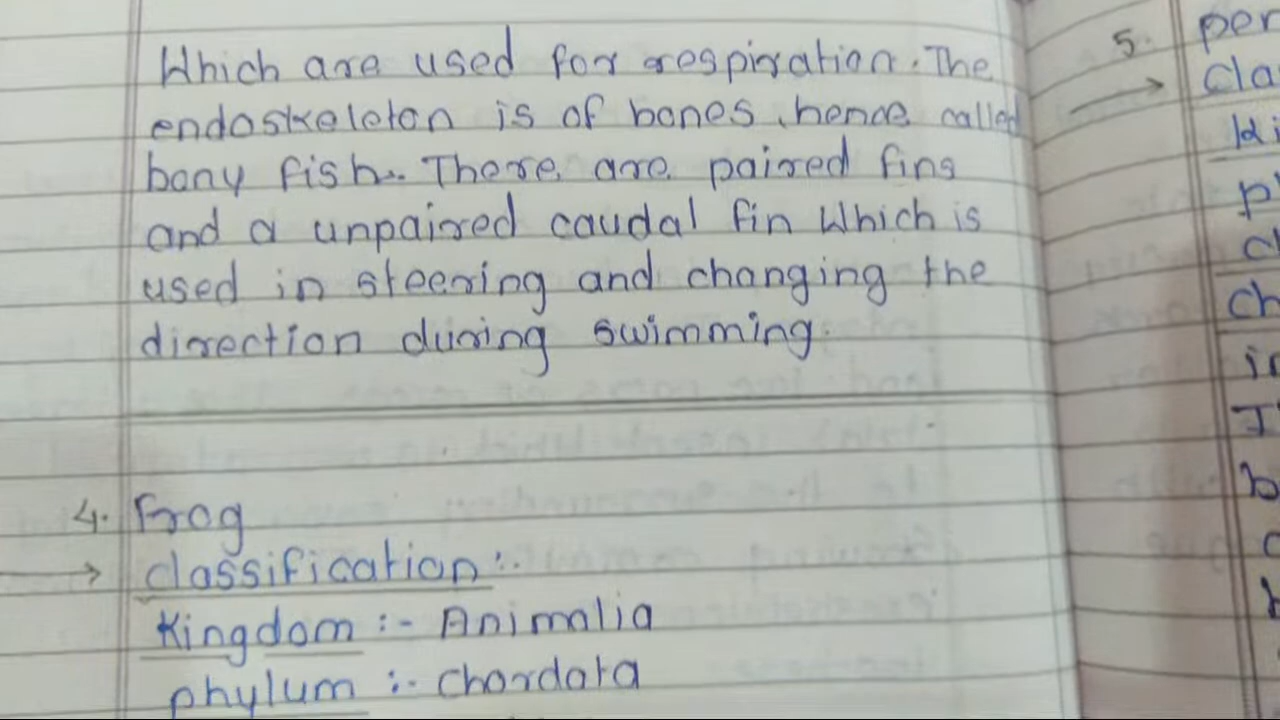 Which are used for respiration. The
endoskeleton is of bones, hence called
bony fish. There are paired fins
and a unpaired caudal fin Which is
used in steering and changing the
direction during swimming.
4. Frog
→ classification :-
Kingdom :- Animalia
phylum :- Chordata
5.
→